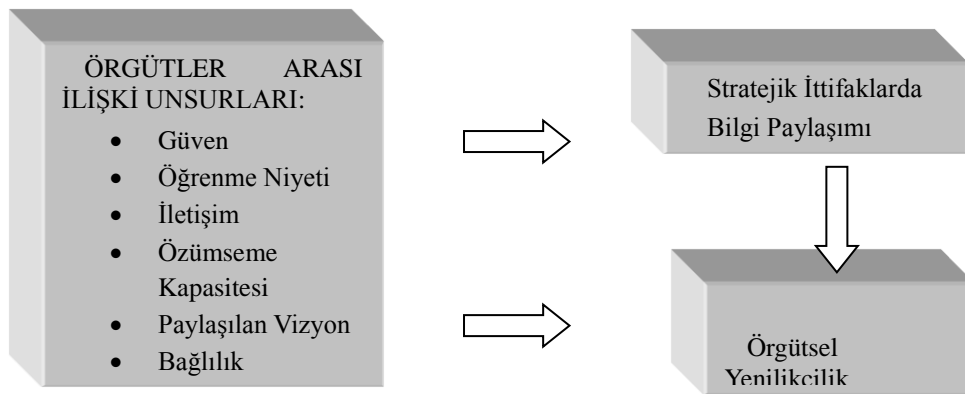 ÖRGÜTLER ARASI
İLİŞKİ UNSURLARI:
• Güven
• Öğrenme Niyeti
• İletişim
• Özümseme
Kapasitesi
• Paylaşılan Vizyon
• Bağlılık
Stratejik İttifaklarda
Bilgi Paylaşımı
Örgütsel
Yenilikcilik